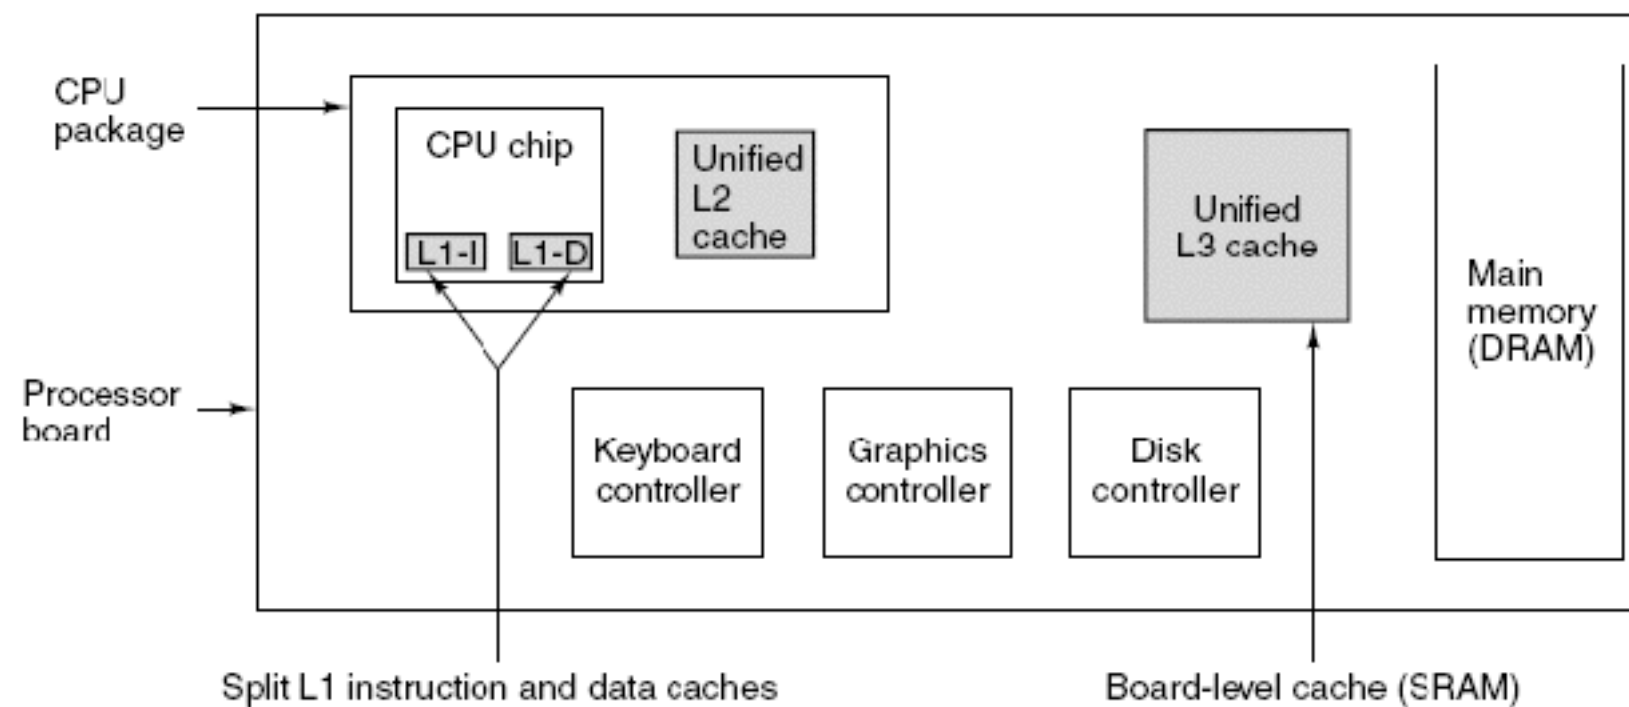 CPU
package
CPU chip
L1-I
L1-D
Unified
L2
cache
Unified
L3 cache
Main
memory
(DRAM)
Processor
board
Keyboard
controller
Graphics
controller
Disk
controller
Split L1 instruction and data caches
Board-level cache (SRAM)